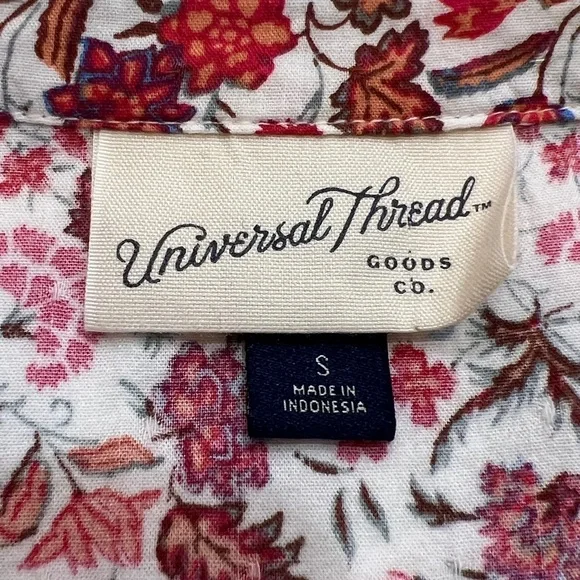 Universal Thread™
GOODS
CO.
S
MADE IN
INDONESIA